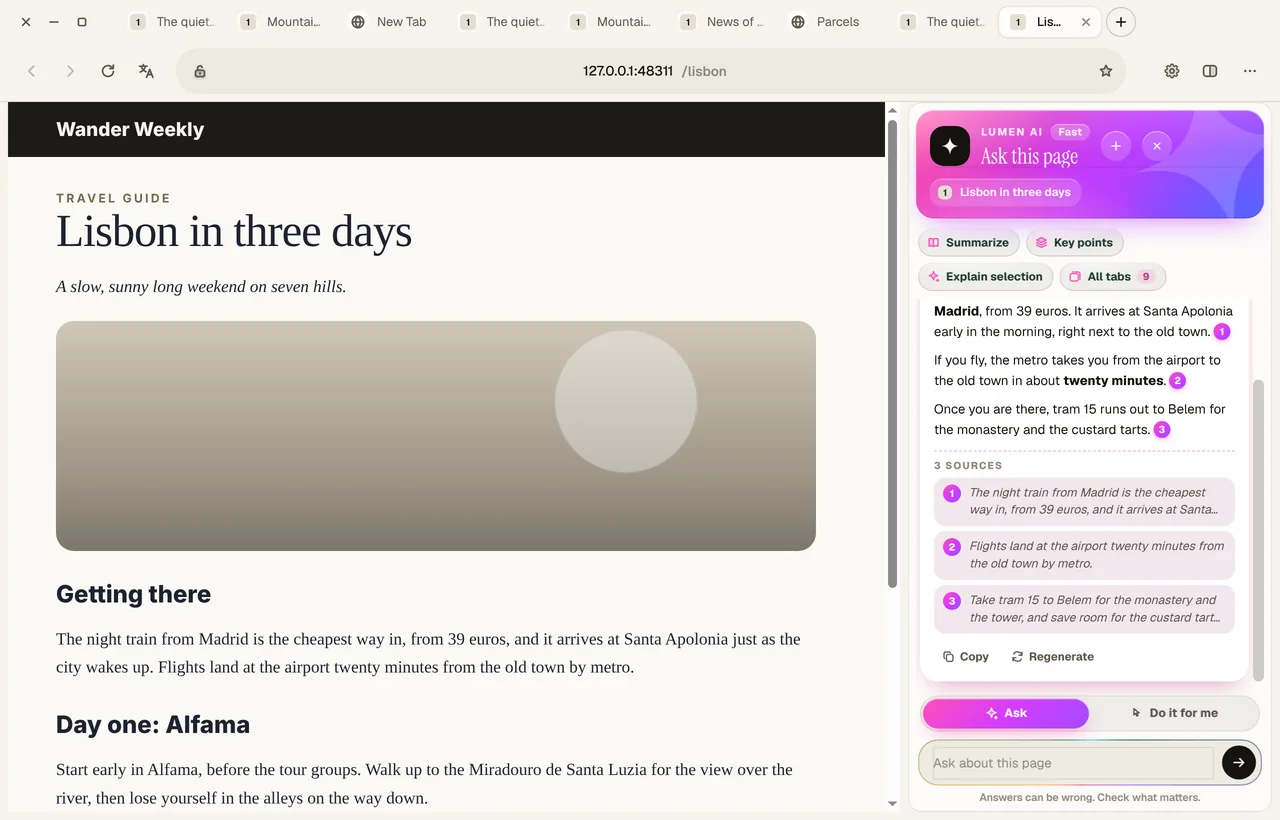 1 The quiet..
1 Mountai...
New Tab
1 The quiet..
1 Mountai...
1 News of ...
Parcels
1 The quiet..
1 Lis...
127.0.0.1:48311 /lisbon
Wander Weekly
TRAVEL GUIDE
Lisbon in three days
A slow, sunny long weekend on seven hills.
Getting there
The night train from Madrid is the cheapest way in, from 39 euros, and it arrives at Santa Apolonia just as the
city wakes up. Flights land at the airport twenty minutes from the old town by metro.
Day one: Alfama
Start early in Alfama, before the tour groups. Walk up to the Miradouro de Santa Luzia for the view over the
river, then lose yourself in the alleys on the way down.
LUMEN AI Fast
Ask this page
1 Lisbon in three days
Summarize
Key points
Explain selection
All tabs 9
Madrid, from 39 euros. It arrives at Santa Apolonia
early in the morning, right next to the old town. 1
If you fly, the metro takes you from the airport to
the old town in about twenty minutes. 2
Once you are there, tram 15 runs out to Belem for
the monastery and the custard tarts. 3
3 SOURCES
1 The night train from Madrid is the cheapest
way in, from 39 euros, and it arrives at Santa...
2 Flights land at the airport twenty minutes from
the old town by metro.
3 Take tram 15 to Belem for the monastery and
the tower, and save room for the custard tart...
Copy
Regenerate
Ask
Do it for me
Ask about this page
Answers can be wrong. Check what matters.